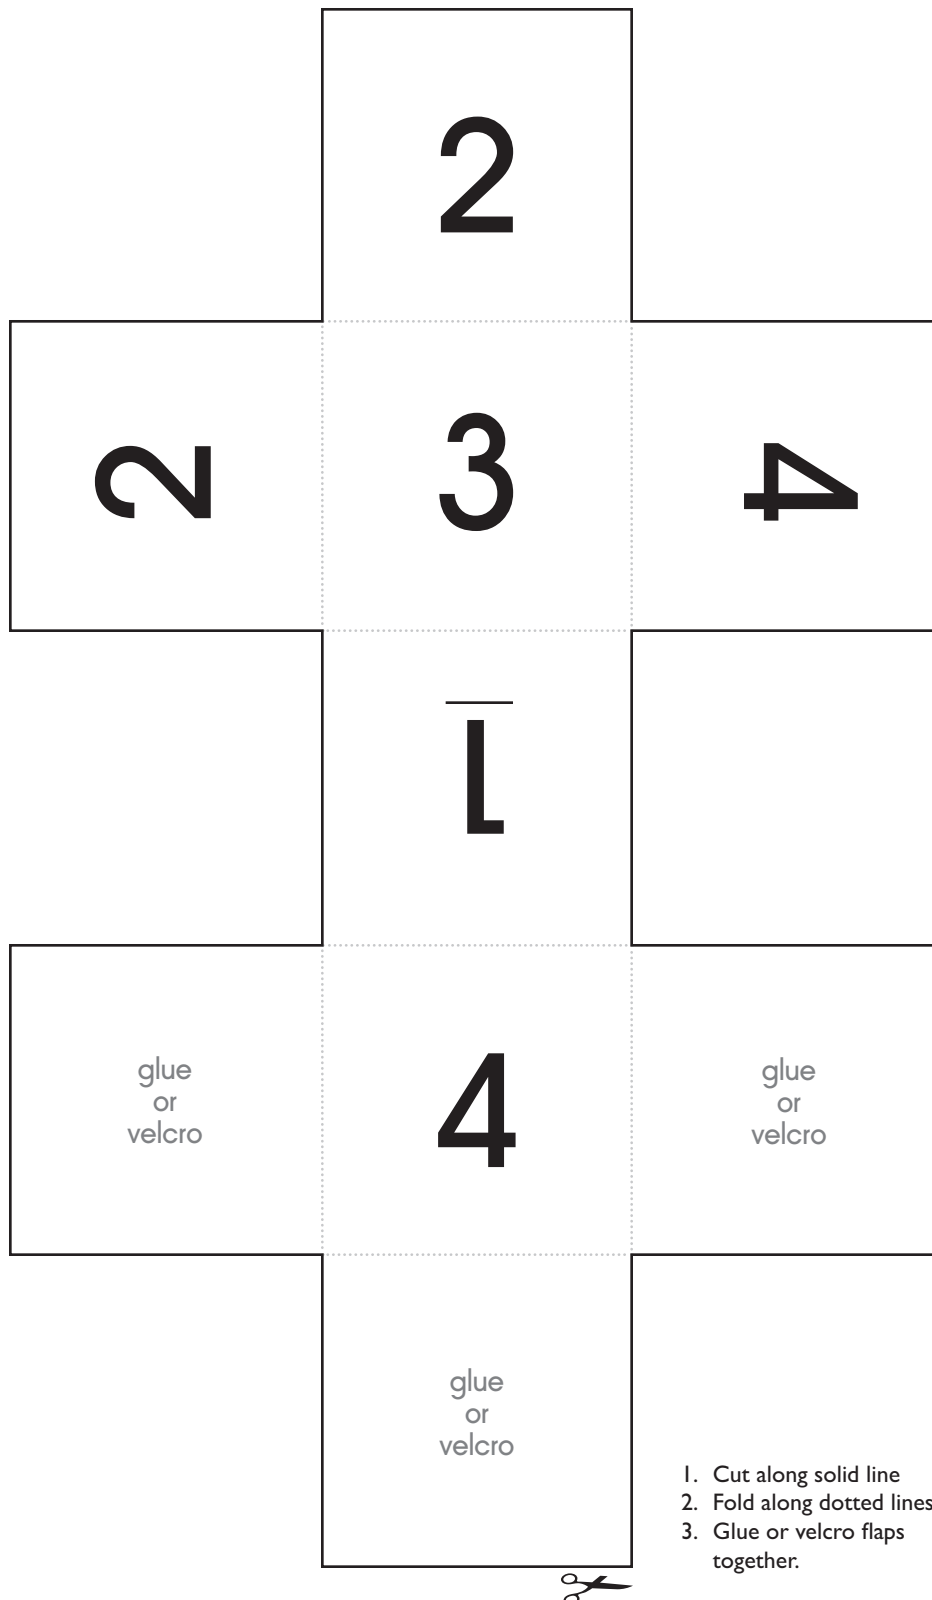 2
2 3 4
1
glue
or
velcro
4
glue
or
velcro
glue
or
velcro
1. Cut along solid line
2. Fold along dotted lines
3. Glue or velcro flaps
together.